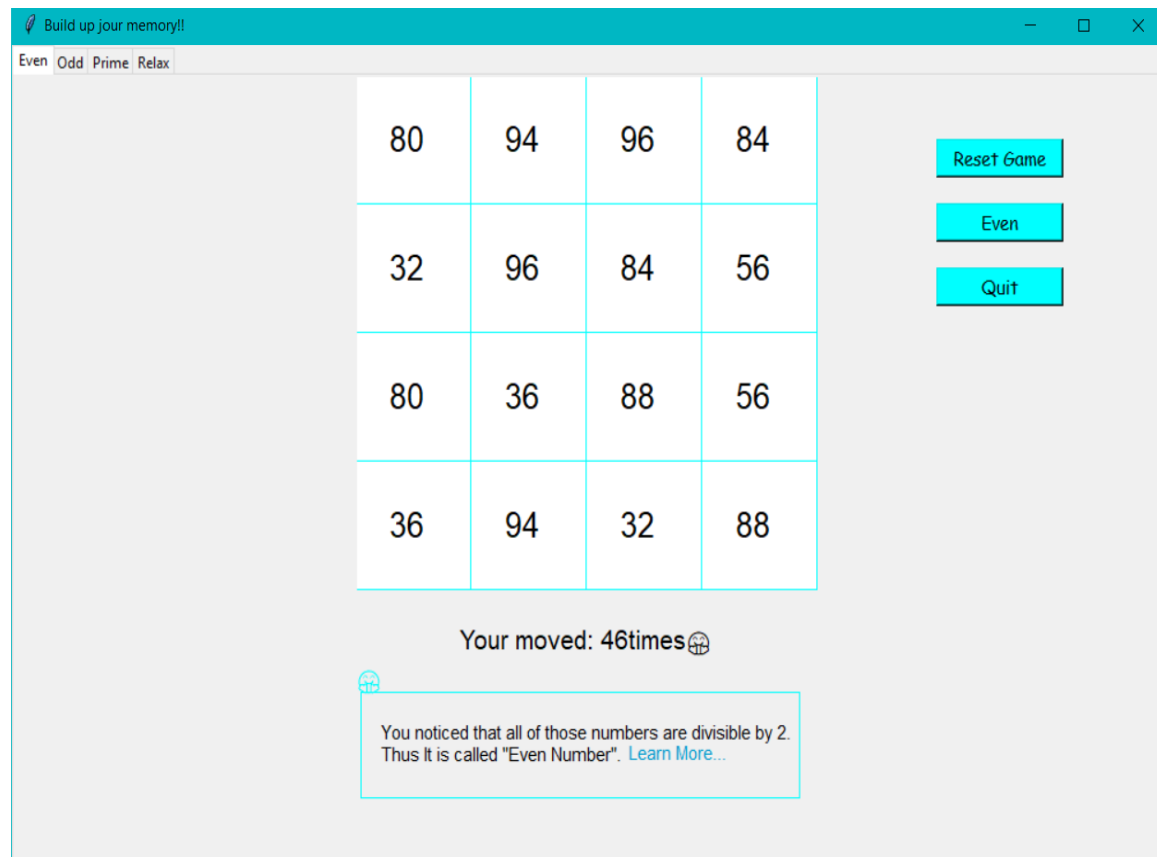 Build up jour memory!!
Even Odd Prime Relax
80 94 96 84
Reset Game
32 96 84 56
Even
Quit
80 36 88 56
36 94 32 88
Your moved: 46times
You noticed that all of those numbers are divisible by 2.
Thus It is called "Even Number". Learn More...